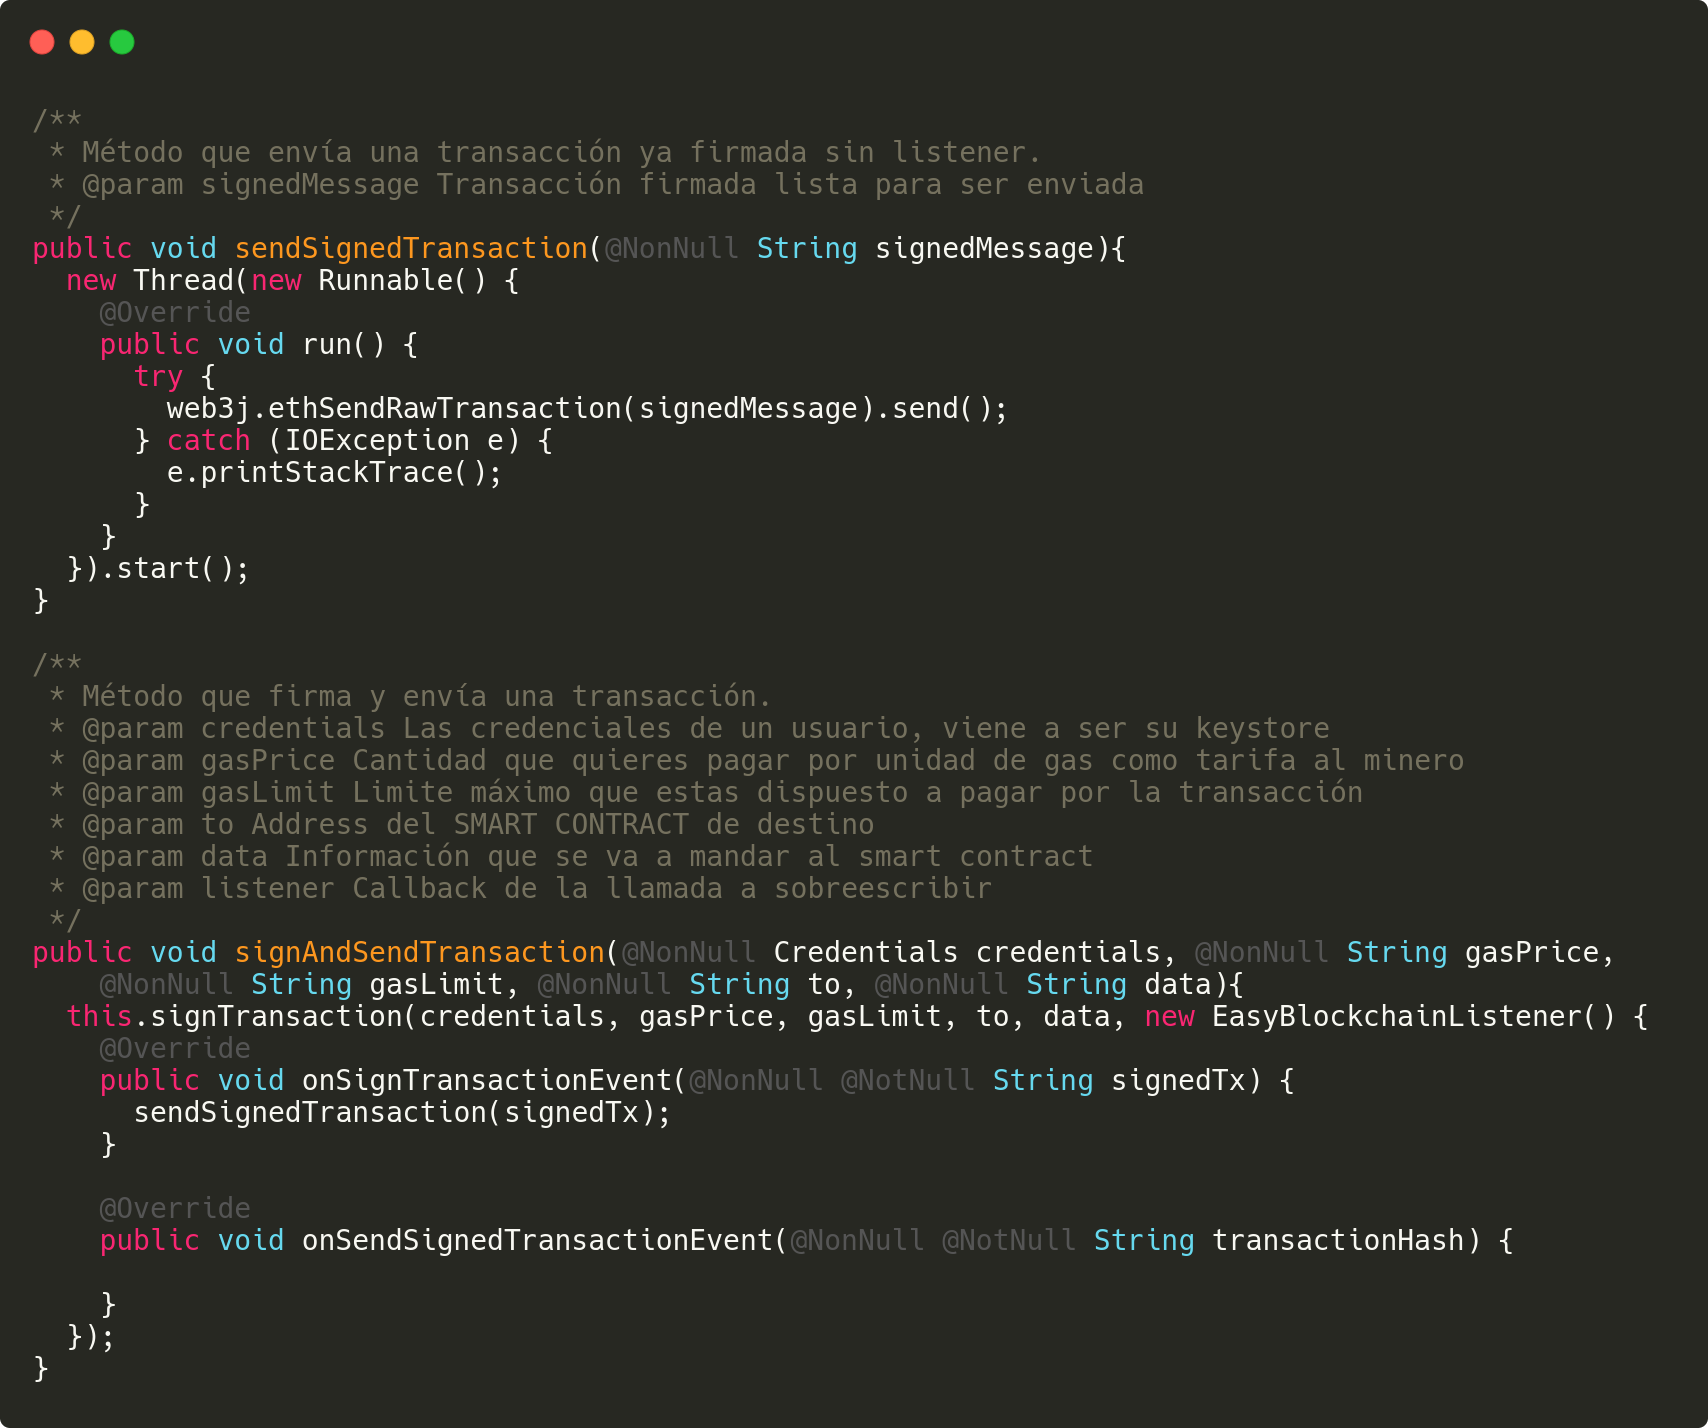 /**
 * Método que envía una transacción ya firmada sin listener.
 * @param signedMessage Transacción firmada lista para ser enviada
 */
public void sendSignedTransaction(@NonNull String signedMessage){
  new Thread(new Runnable() {
    @Override
    public void run() {
      try {
        web3j.ethSendRawTransaction(signedMessage).send();
      } catch (IOException e) {
        e.printStackTrace();
      }
    }
  }).start();
}

/**
 * Método que firma y envía una transacción.
 * @param credentials Las credenciales de un usuario, viene a ser su keystore
 * @param gasPrice Cantidad que quieres pagar por unidad de gas como tarifa al minero
 * @param gasLimit Limite máximo que estas dispuesto a pagar por la transacción
 * @param to Address del SMART CONTRACT de destino
 * @param data Información que se va a mandar al smart contract
 * @param listener Callback de la llamada a sobreescribir
 */
public void signAndSendTransaction(@NonNull Credentials credentials, @NonNull String gasPrice,
    @NonNull String gasLimit, @NonNull String to, @NonNull String data){
  this.signTransaction(credentials, gasPrice, gasLimit, to, data, new EasyBlockchainListener() {
    @Override
    public void onSignTransactionEvent(@NonNull @NotNull String signedTx) {
      sendSignedTransaction(signedTx);
    }

    @Override
    public void onSendSignedTransactionEvent(@NonNull @NotNull String transactionHash) {

    }
  });
}